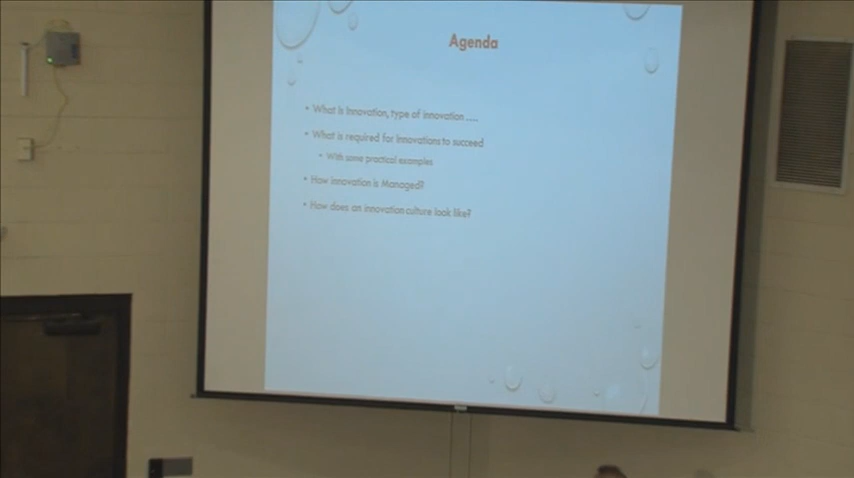 Agenda
• What is Innovation, type of innovation ....
• What is required for Innovations to succeed
• With some practical examples
• How innovation is Managed?
• How does an innovation culture look like?